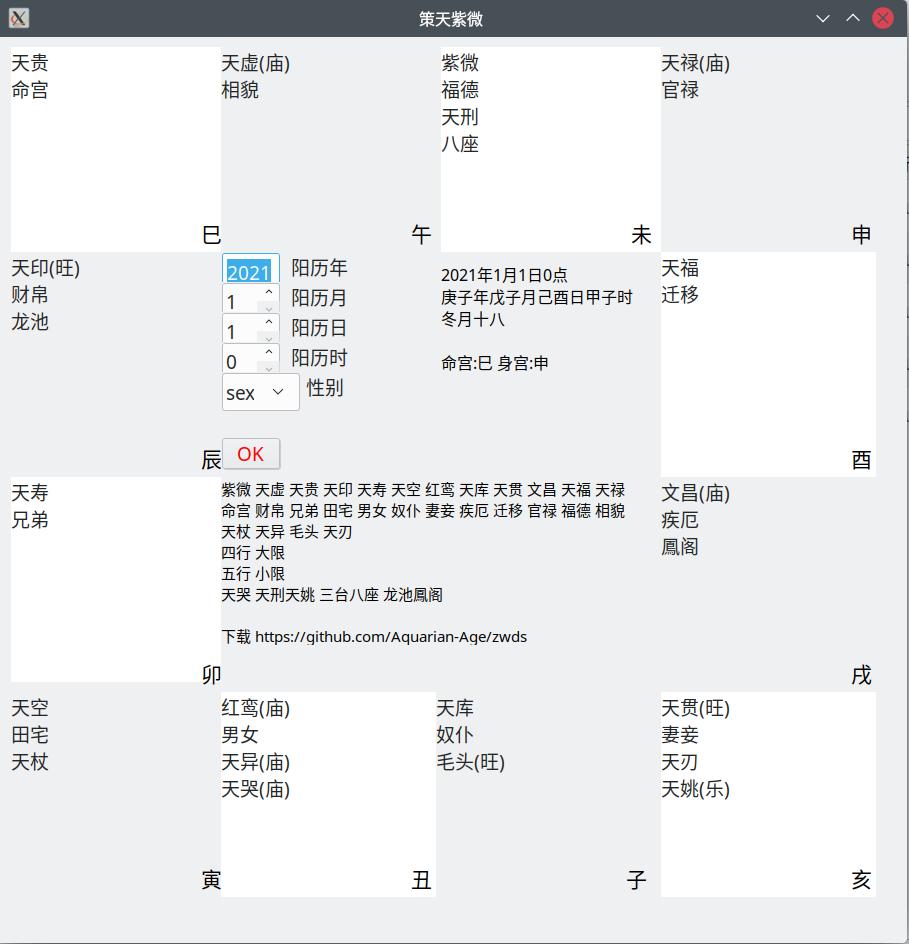 策天紫微
天贵
命宫
巳
天虚(庙)
相貌
午
紫微
福德
天刑
八座
未
天禄(庙)
官禄
申
天印(旺)
财帛
龙池
辰
2021 阳历年
1 阳历月
1 阳历日
0 阳历时
sex 性别
OK
2021年1月1日0点
庚子年戊子月己酉日甲子时
冬月十八
命宫:巳 身宫:申
天福
迁移
酉
天寿
兄弟
卯
紫微 天虚 天贵 天印 天寿 天空 红鸾 天库 天贯 文昌 天福 天禄
命宫 财帛 兄弟 田宅 男女 奴仆 妻妾 疾厄 迁移 官禄 福德 相貌
天杖 天异 毛头 天刃
四行 大限
五行 小限
天哭 天刑天姚 三台八座 龙池鳳阁
下载 https://github.com/Aquarian-Age/zwds
文昌(庙)
疾厄
鳳阁
戌
天空
田宅
天杖
寅
红鸾(庙)
男女
天异(庙)
天哭(庙)
丑
天库
奴仆
毛头(旺)
子
天贯(旺)
妻妾
天刃
天姚(乐)
亥